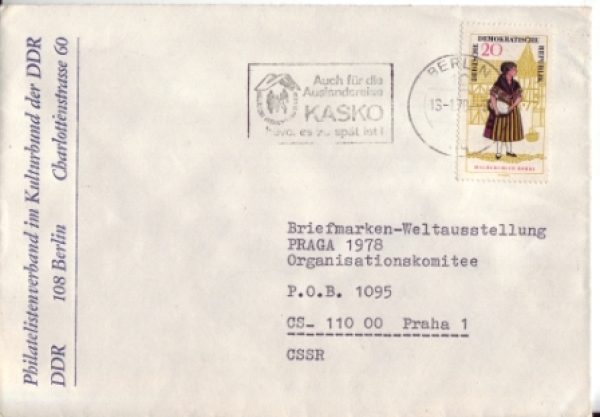 Philatelistenverband im Kulturbund der DDR
DDR 108 Berlin Charlottenstrasse 60
Auch für die
Auslandsreise
KASKO
bevor es zu spät ist!
BERLIN
DEUTSCHE DEMOKRATISCHE REPUBLIK
20
Briefmarken-Weltausstellung
PRAGA 1978
Organisationskomitee
P.O.B. 1095
CS- 110 00 Praha 1
CSSR